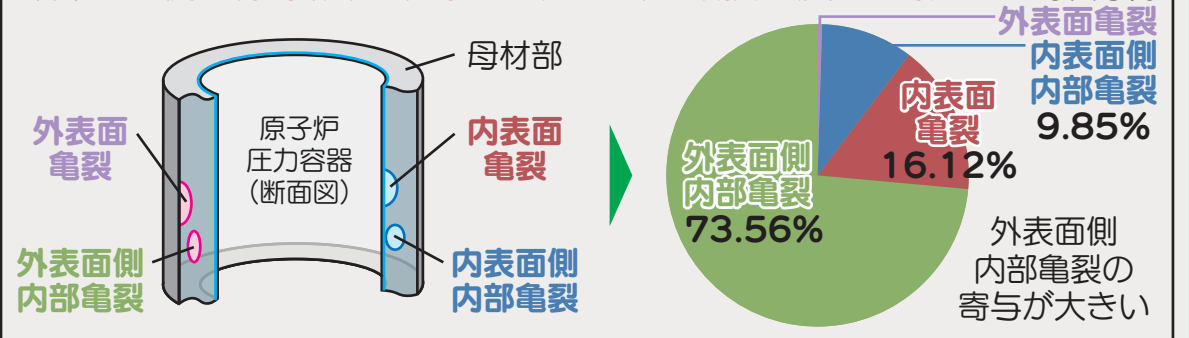 母材部
外表面
亀裂
原子炉
圧力容器
（断面図）
内表面
亀裂
外表面側
内部亀裂
内表面側
内部亀裂
外表面亀裂
内表面側
内部亀裂
9.85%
内表面
亀裂
16.12%
外表面側
内部亀裂
73.56%
外表面側
内部亀裂の
寄与が大きい